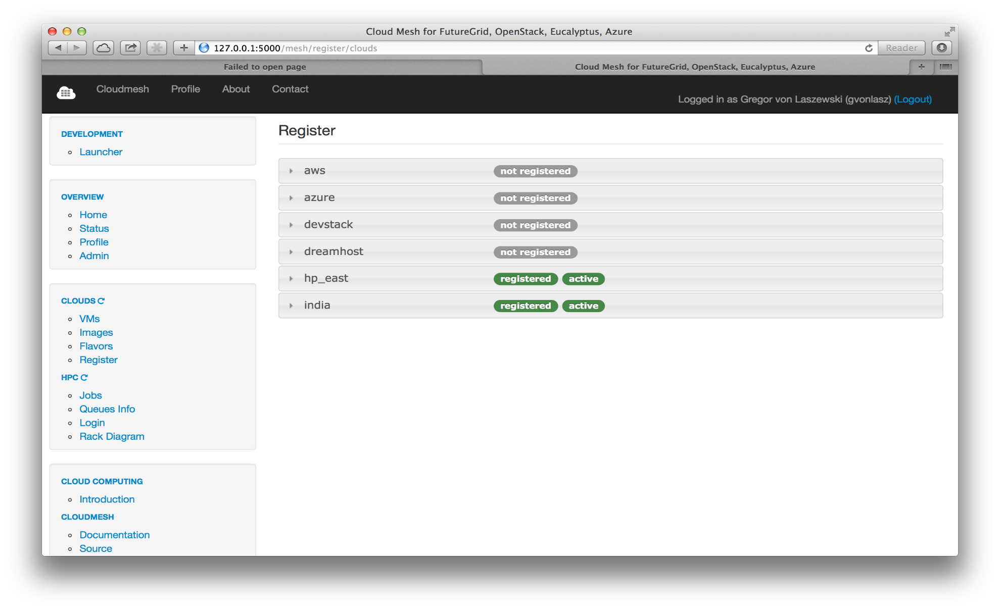 Cloud Mesh for FutureGrid, OpenStack, Eucalyptus, Azure
127.0.0.1:5000/mesh/register/clouds
Reader
Failed to open page
Cloud Mesh for FutureGrid, OpenStack, Eucalyptus, Azure
Cloudmesh Profile About Contact
Logged in as Gregor von Laszewski (gvonlasz) (Logout)
DEVELOPMENT
Launcher
OVERVIEW
Home
Status
Profile
Admin
CLOUDS
VMs
Images
Flavors
Register
HPC
Jobs
Queues Info
Login
Rack Diagram
CLOUD COMPUTING
Introduction
CLOUDMESH
Documentation
Source
Register
aws not registered
azure not registered
devstack not registered
dreamhost not registered
hp_east registered active
india registered active